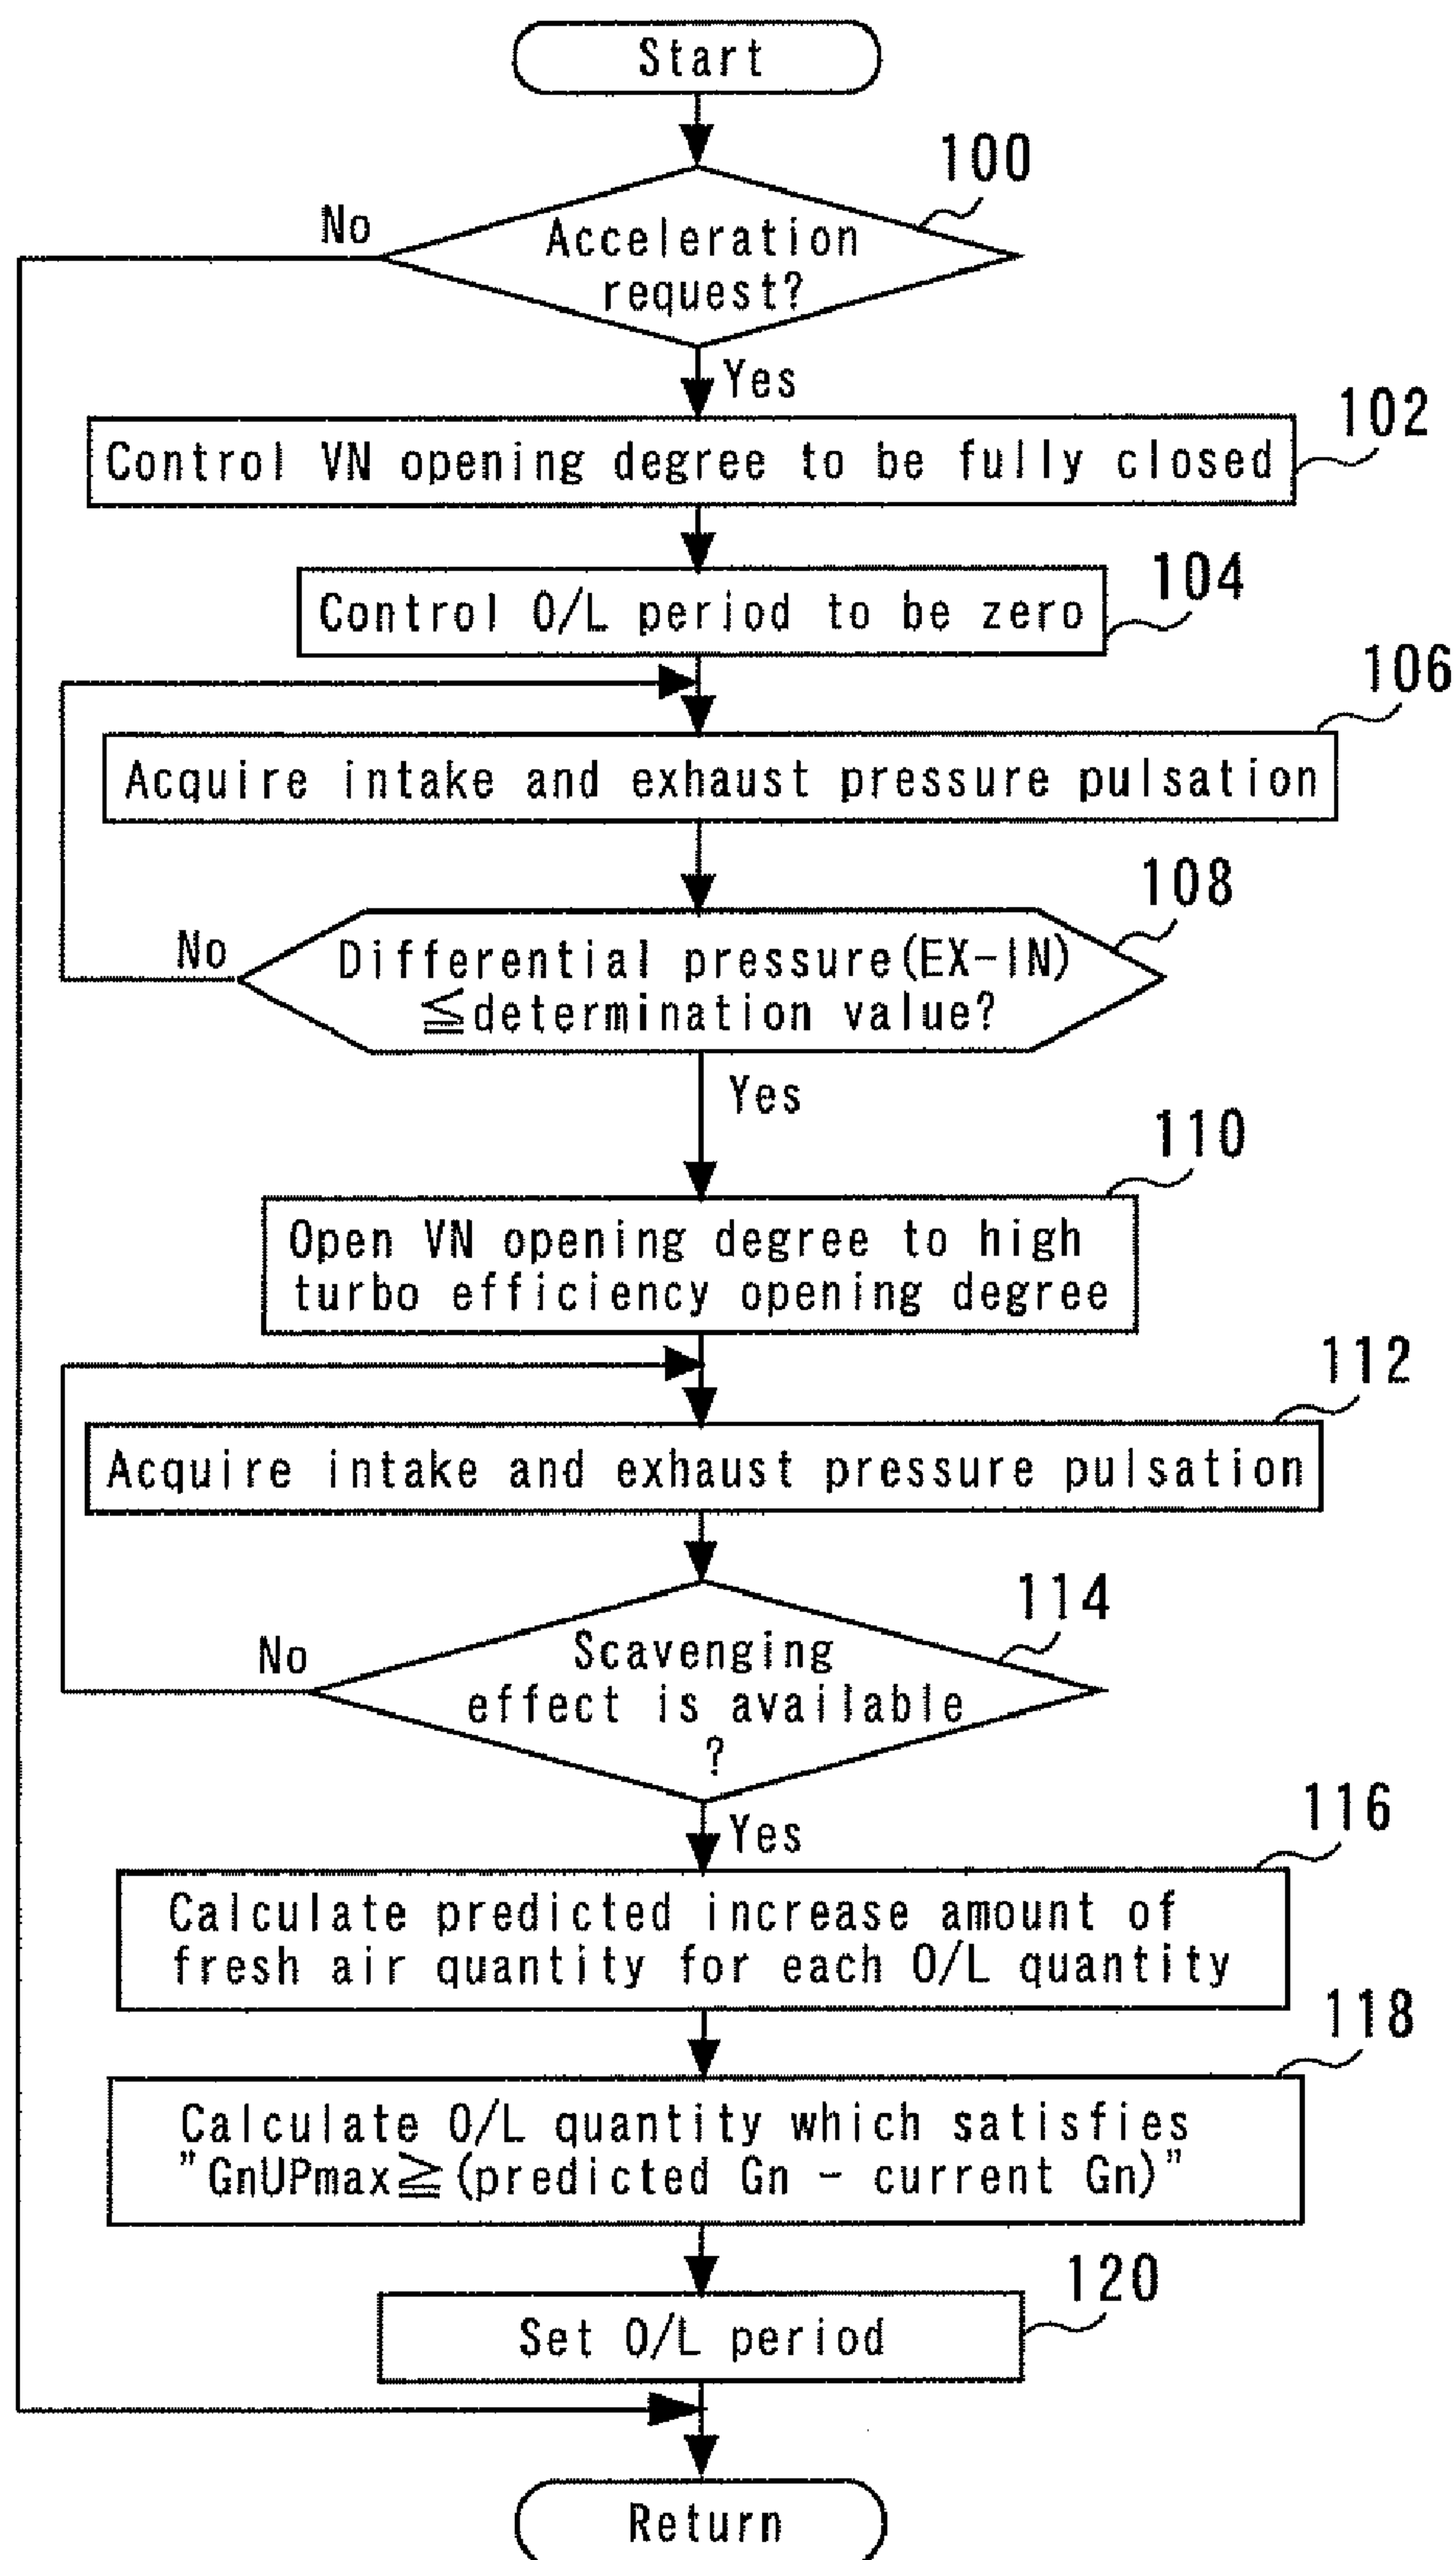 Start
100
Acceleration
request?
No
Yes
102
Control VN opening degree to be fully closed
104
Control O/L period to be zero
106
Acquire intake and exhaust pressure pulsation
108
Differential pressure(EX-IN)
≦determination value?
No
Yes
110
Open VN opening degree to high
turbo efficiency opening degree
112
Acquire intake and exhaust pressure pulsation
114
Scavenging
effect is available
?
No
Yes
116
Calculate predicted increase amount of
fresh air quantity for each O/L quantity
118
Calculate O/L quantity which satisfies
"GnUPmax≧(predicted Gn - current Gn)"
120
Set O/L period
Return